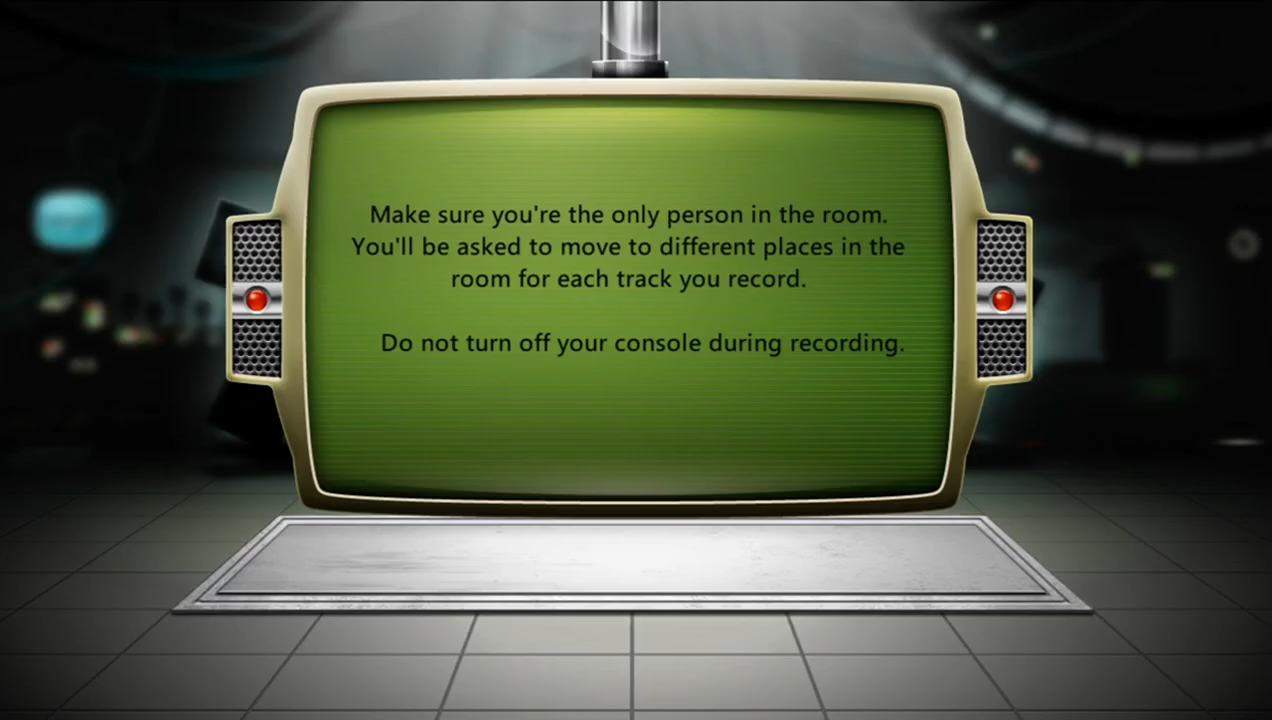 Make sure you're the only person in the room.
You'll be asked to move to different places in the
room for each track you record.
Do not turn off your console during recording.